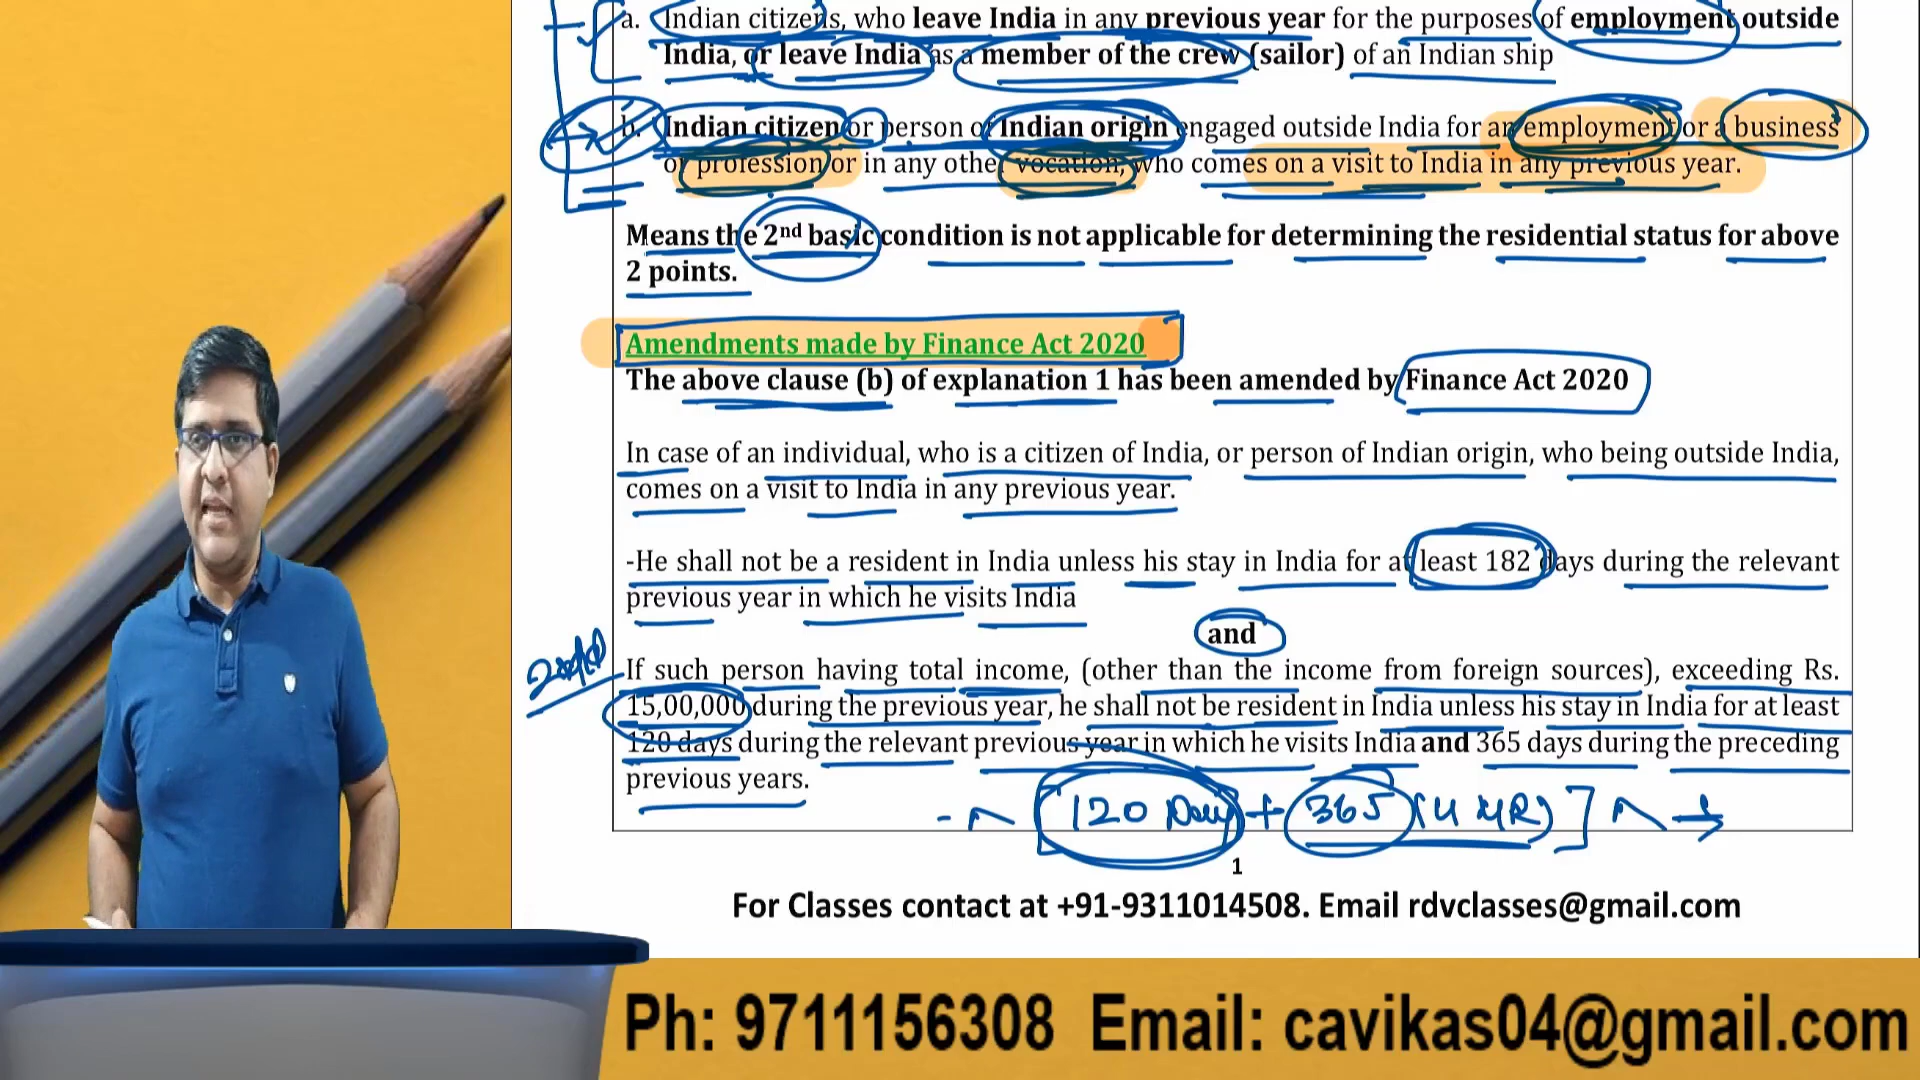 a. Indian citizens, who leave India in any previous year for the purposes of employment outside
India, or leave India as a member of the crew (sailor) of an Indian ship
b. Indian citizen or person of Indian origin engaged outside India for an employment or a business
or profession or in any other vocation, who comes on a visit to India in any previous year.
Means the 2nd basic condition is not applicable for determining the residential status for above
2 points.
Amendments made by Finance Act 2020
The above clause (b) of explanation 1 has been amended by Finance Act 2020
In case of an individual, who is a citizen of India, or person of Indian origin, who being outside India,
comes on a visit to India in any previous year.
-He shall not be a resident in India unless his stay in India for at least 182 days during the relevant
previous year in which he visits India
and
If such person having total income, (other than the income from foreign sources), exceeding Rs.
15,00,000 during the previous year, he shall not be resident in India unless his stay in India for at least
120 days during the relevant previous year in which he visits India and 365 days during the preceding
previous years.
[120 Day + 365 (4 YR)]
1
For Classes contact at +91-9311014508. Email rdvclasses@gmail.com
Ph: 9711156308 Email: cavikas04@gmail.com